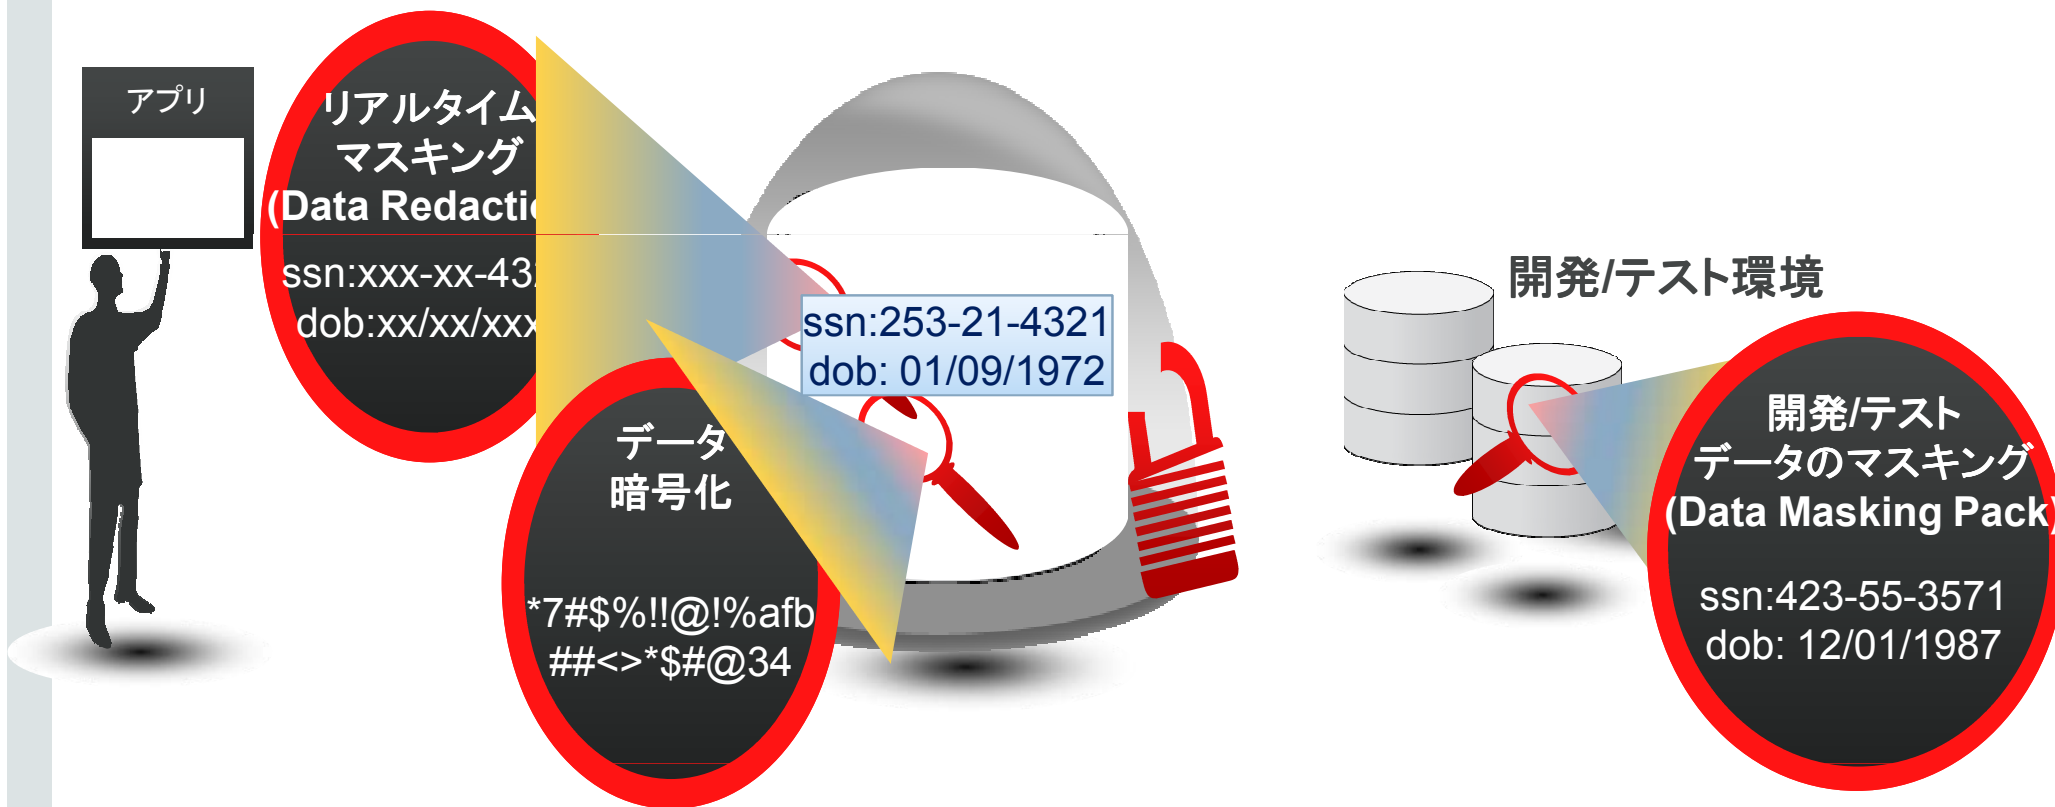 アプリ
リアルタイム
マスキング
(Data Redactio
ssn:xxx-xx-432
dob:xx/xx/xxx
ssn:253-21-4321
dob: 01/09/1972
データ
暗号化
*7#$%!!@!%afb
##<>*$#@34
開発/テスト環境
開発/テスト
データのマスキング
(Data Masking Pack)
ssn:423-55-3571
dob: 12/01/1987